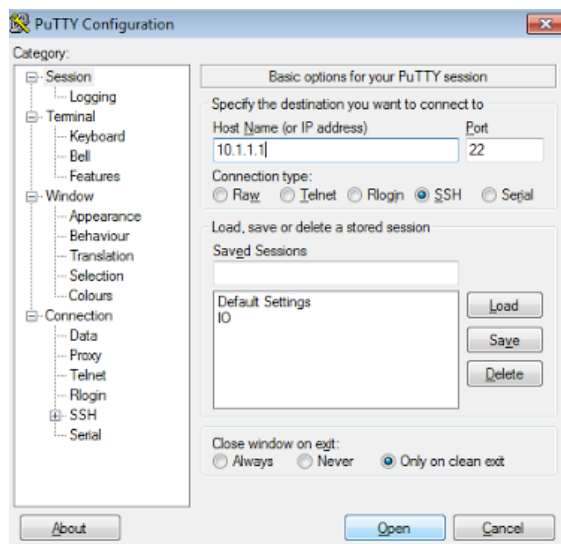 PuTTY Configuration
Category:
Session
Logging
Terminal
Keyboard
Bell
Features
Window
Appearance
Behaviour
Translation
Selection
Colours
Connection
Data
Proxy
Telnet
Rlogin
SSH
Serial
Basic options for your PuTTY session
Specify the destination you want to connect to
Host Name (or IP address) Port
10.1.1.1 22
Connection type:
Raw Telnet Rlogin SSH Serial
Load, save or delete a stored session
Saved Sessions
Default Settings
IO
Load
Save
Delete
Close window on exit:
Always Never Only on clean exit
About Open Cancel